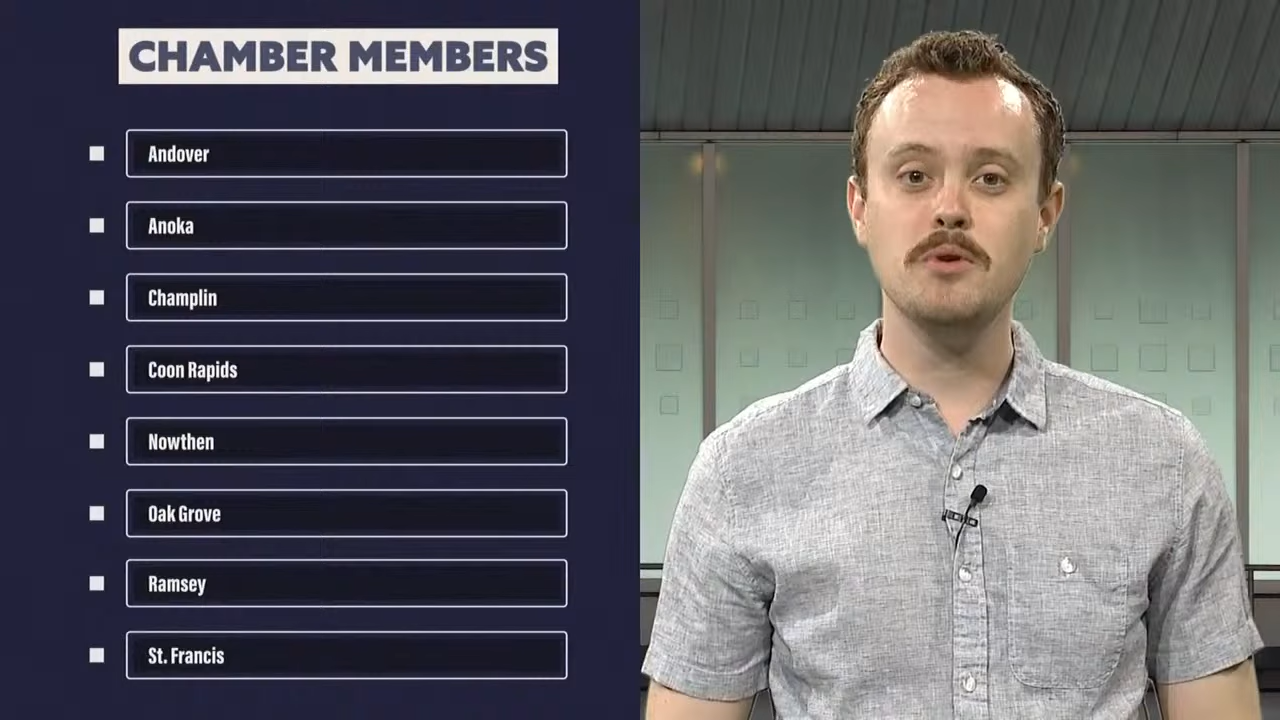 CHAMBER MEMBERS
Andover
Anoka
Champlin
Coon Rapids
Nowthen
Oak Grove
Ramsey
St. Francis